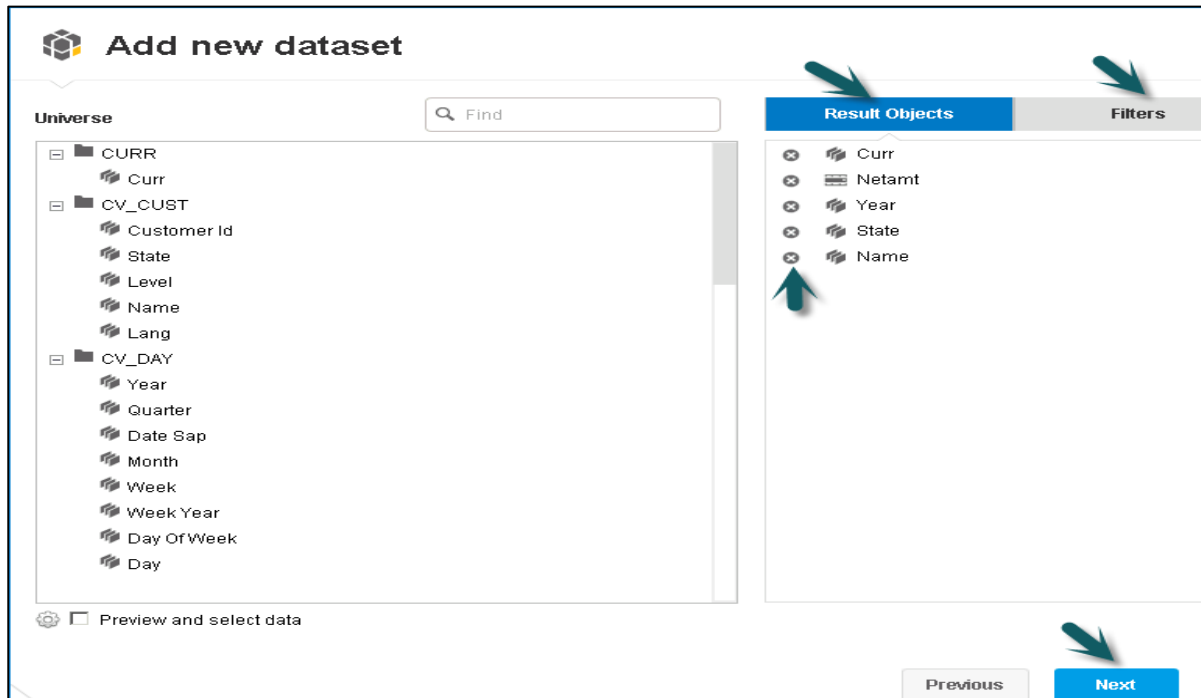 Add new dataset
Universe
Find
CURR
Curr
CV_CUST
Customer Id
State
Level
Name
Lang
CV_DAY
Year
Quarter
Date Sap
Month
Week
Week Year
Day Of Week
Day
Preview and select data
Result Objects
Filters
Curr
Netamt
Year
State
Name
Previous
Next